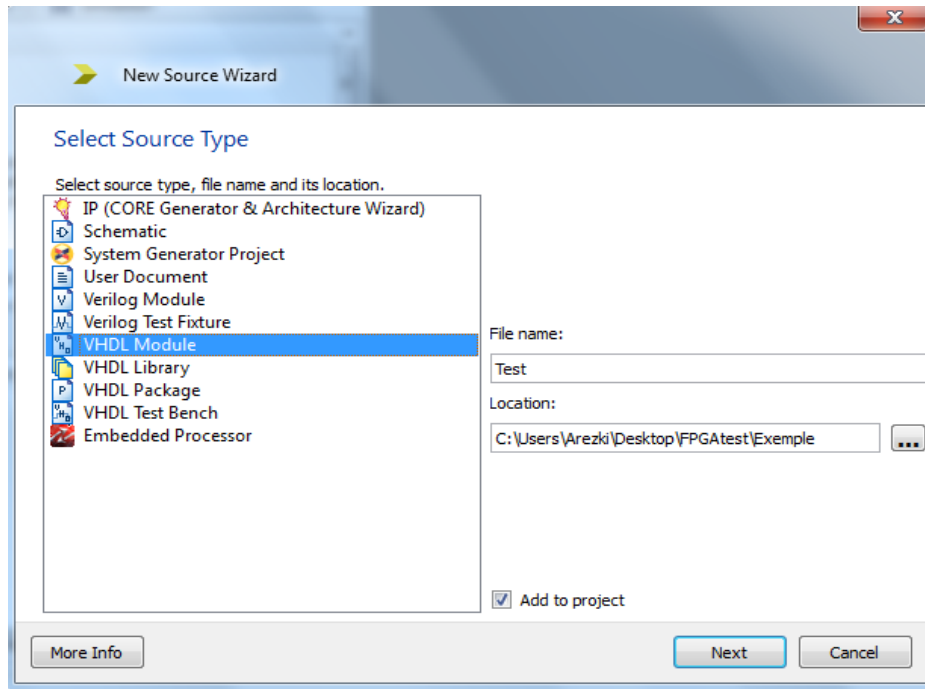 New Source Wizard
Select Source Type
Select source type, file name and its location.
IP (CORE Generator & Architecture Wizard)
Schematic
System Generator Project
User Document
Verilog Module
Verilog Test Fixture
VHDL Module
VHDL Library
VHDL Package
VHDL Test Bench
Embedded Processor
File name:
Test
Location:
C:\Users\Arezki\Desktop\FPGAtest\Exemple
...
Add to project
More Info
Next
Cancel